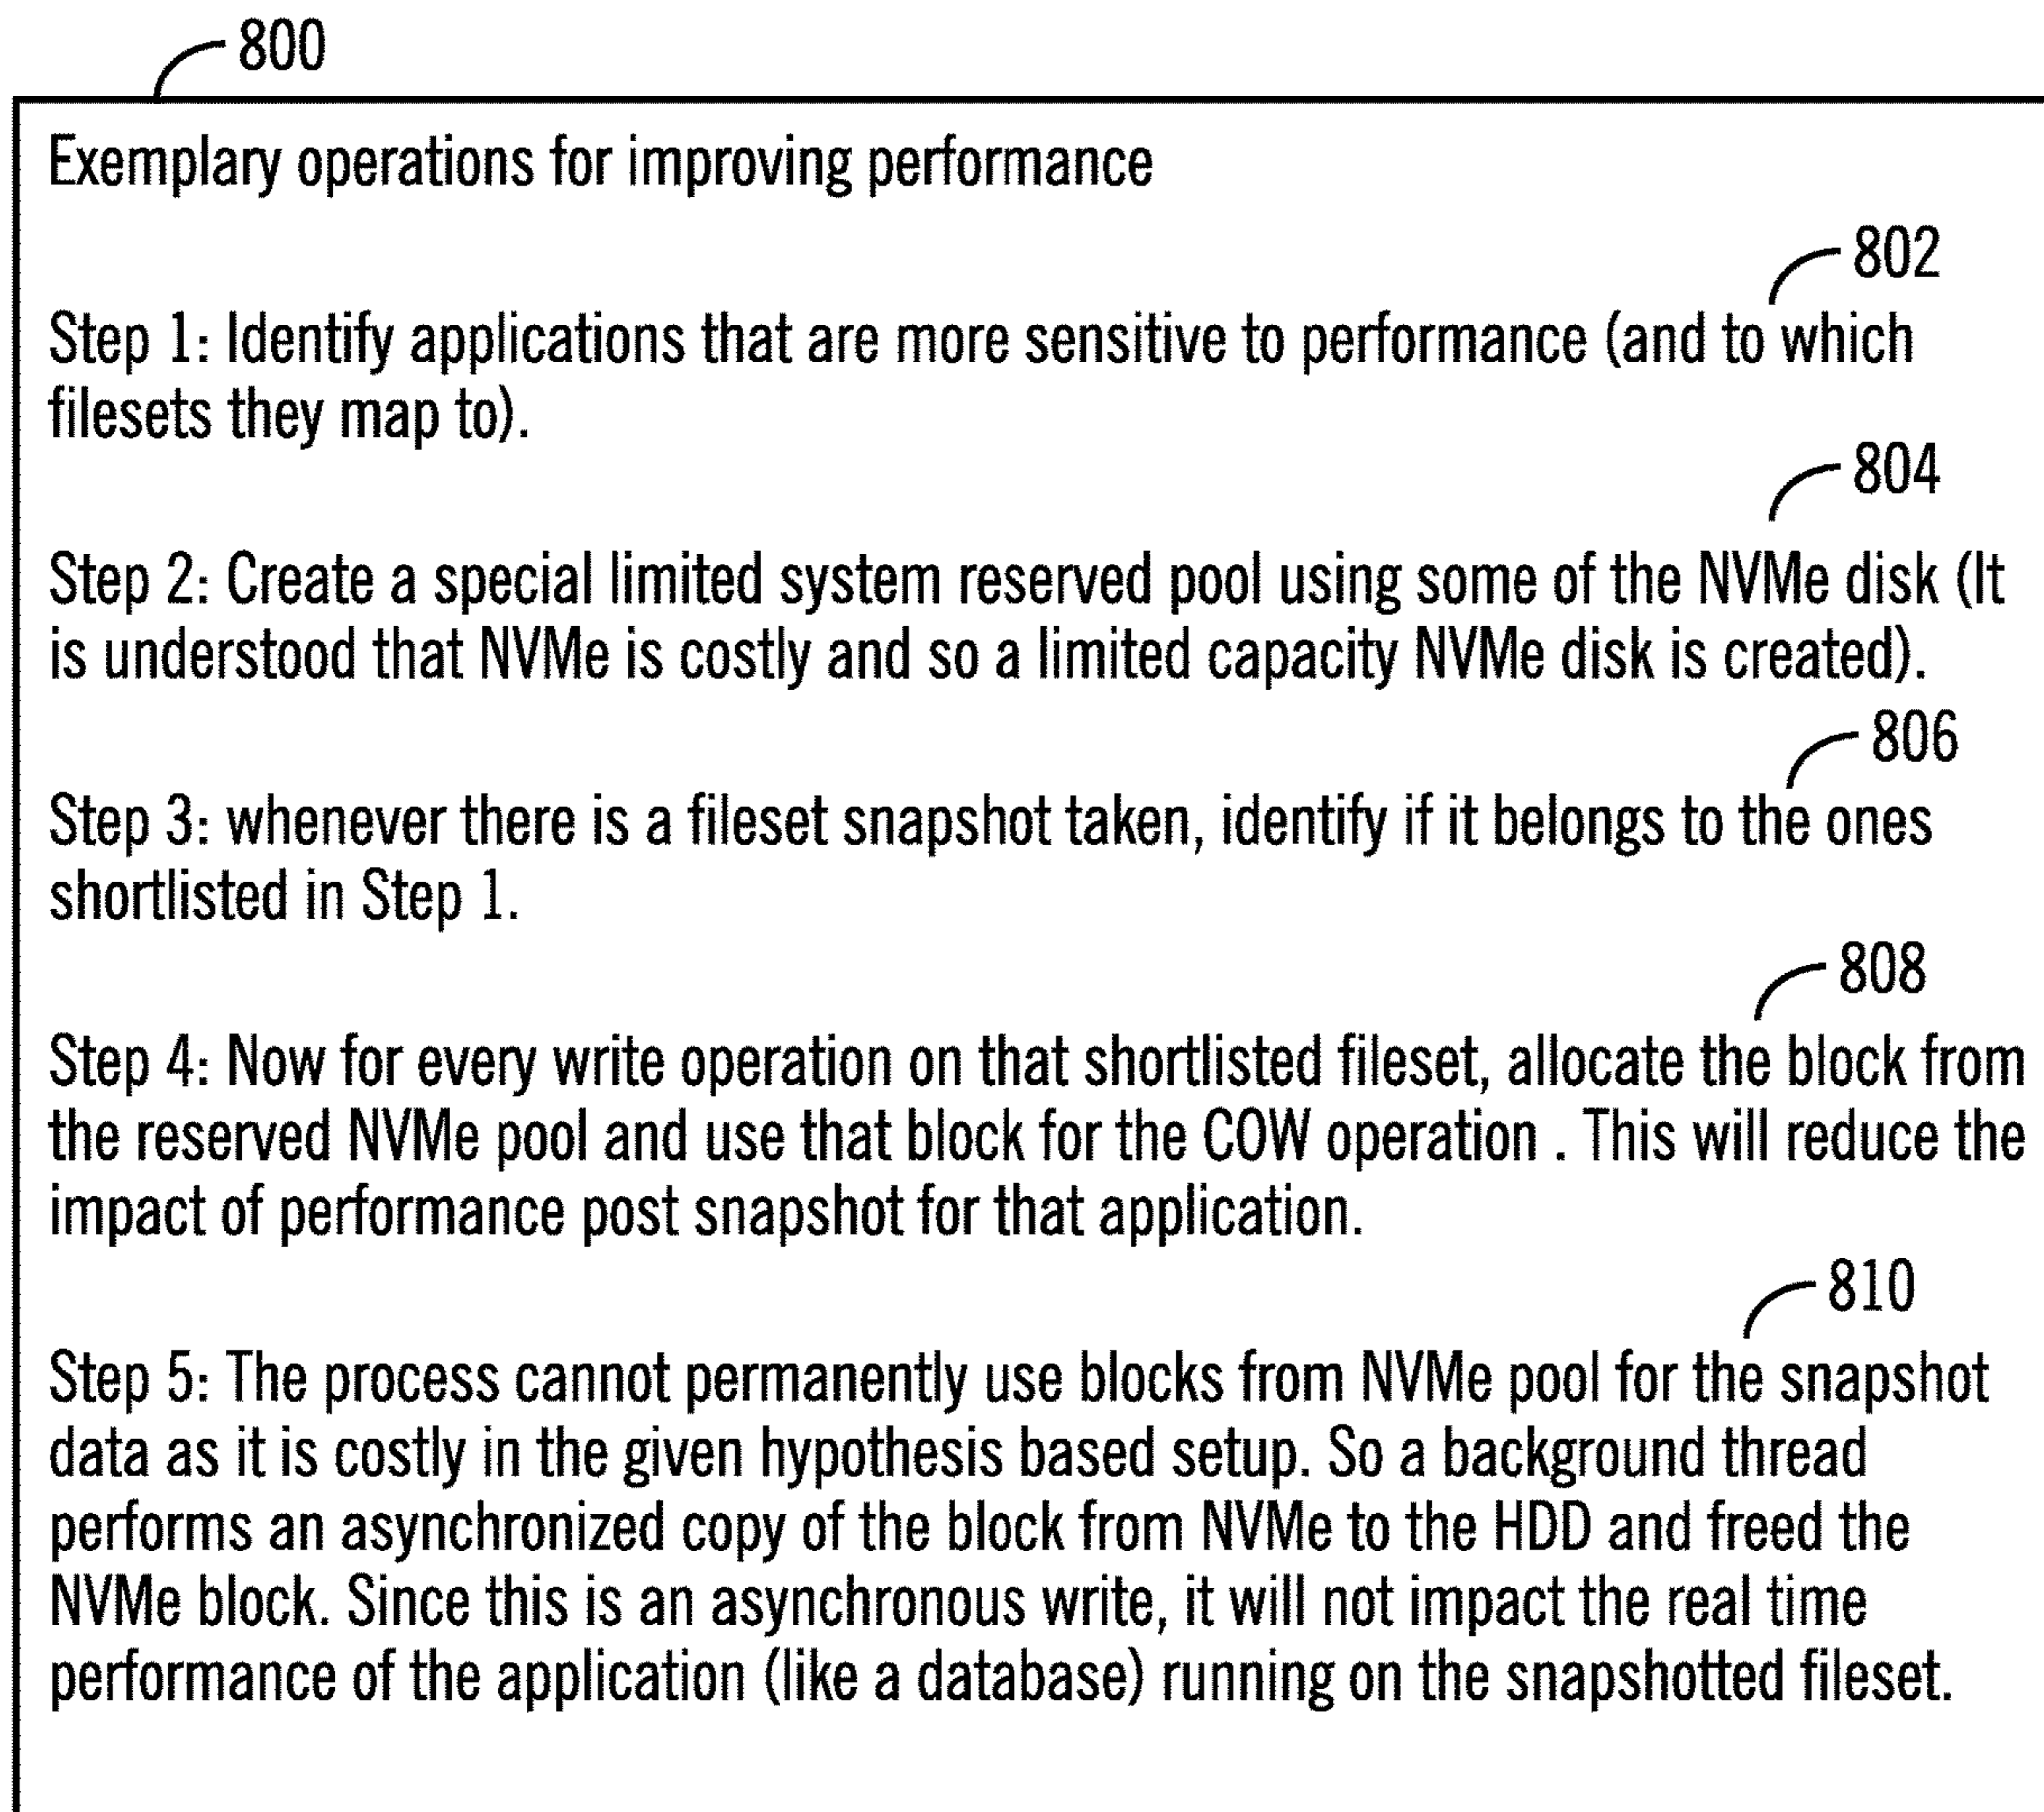 800
Exemplary operations for improving performance
802
Step 1: Identify applications that are more sensitive to performance (and to which
filesets they map to).
804
Step 2: Create a special limited system reserved pool using some of the NVMe disk (It
is understood that NVMe is costly and so a limited capacity NVMe disk is created).
806
Step 3: whenever there is a fileset snapshot taken, identify if it belongs to the ones
shortlisted in Step 1.
808
Step 4: Now for every write operation on that shortlisted fileset, allocate the block from
the reserved NVMe pool and use that block for the COW operation . This will reduce the
impact of performance post snapshot for that application.
810
Step 5: The process cannot permanently use blocks from NVMe pool for the snapshot
data as it is costly in the given hypothesis based setup. So a background thread
performs an asynchronized copy of the block from NVMe to the HDD and freed the
NVMe block. Since this is an asynchronous write, it will not impact the real time
performance of the application (like a database) running on the snapshotted fileset.